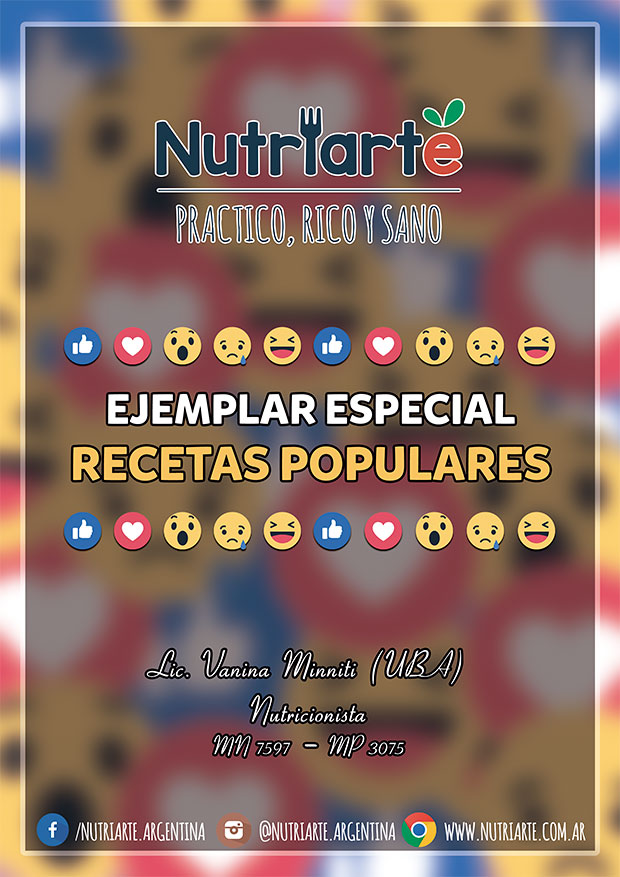 Nutriarte
PRACTICO, RICO Y SANO
EJEMPLAR ESPECIAL
RECETAS POPULARES
Lic. Vanina Minniti (UBA)
Nutricionista
MN 7597 - MP 3075
/NUTRIARTE.ARGENTINA @NUTRIARTE.ARGENTINA WWW.NUTRIARTE.COM.AR